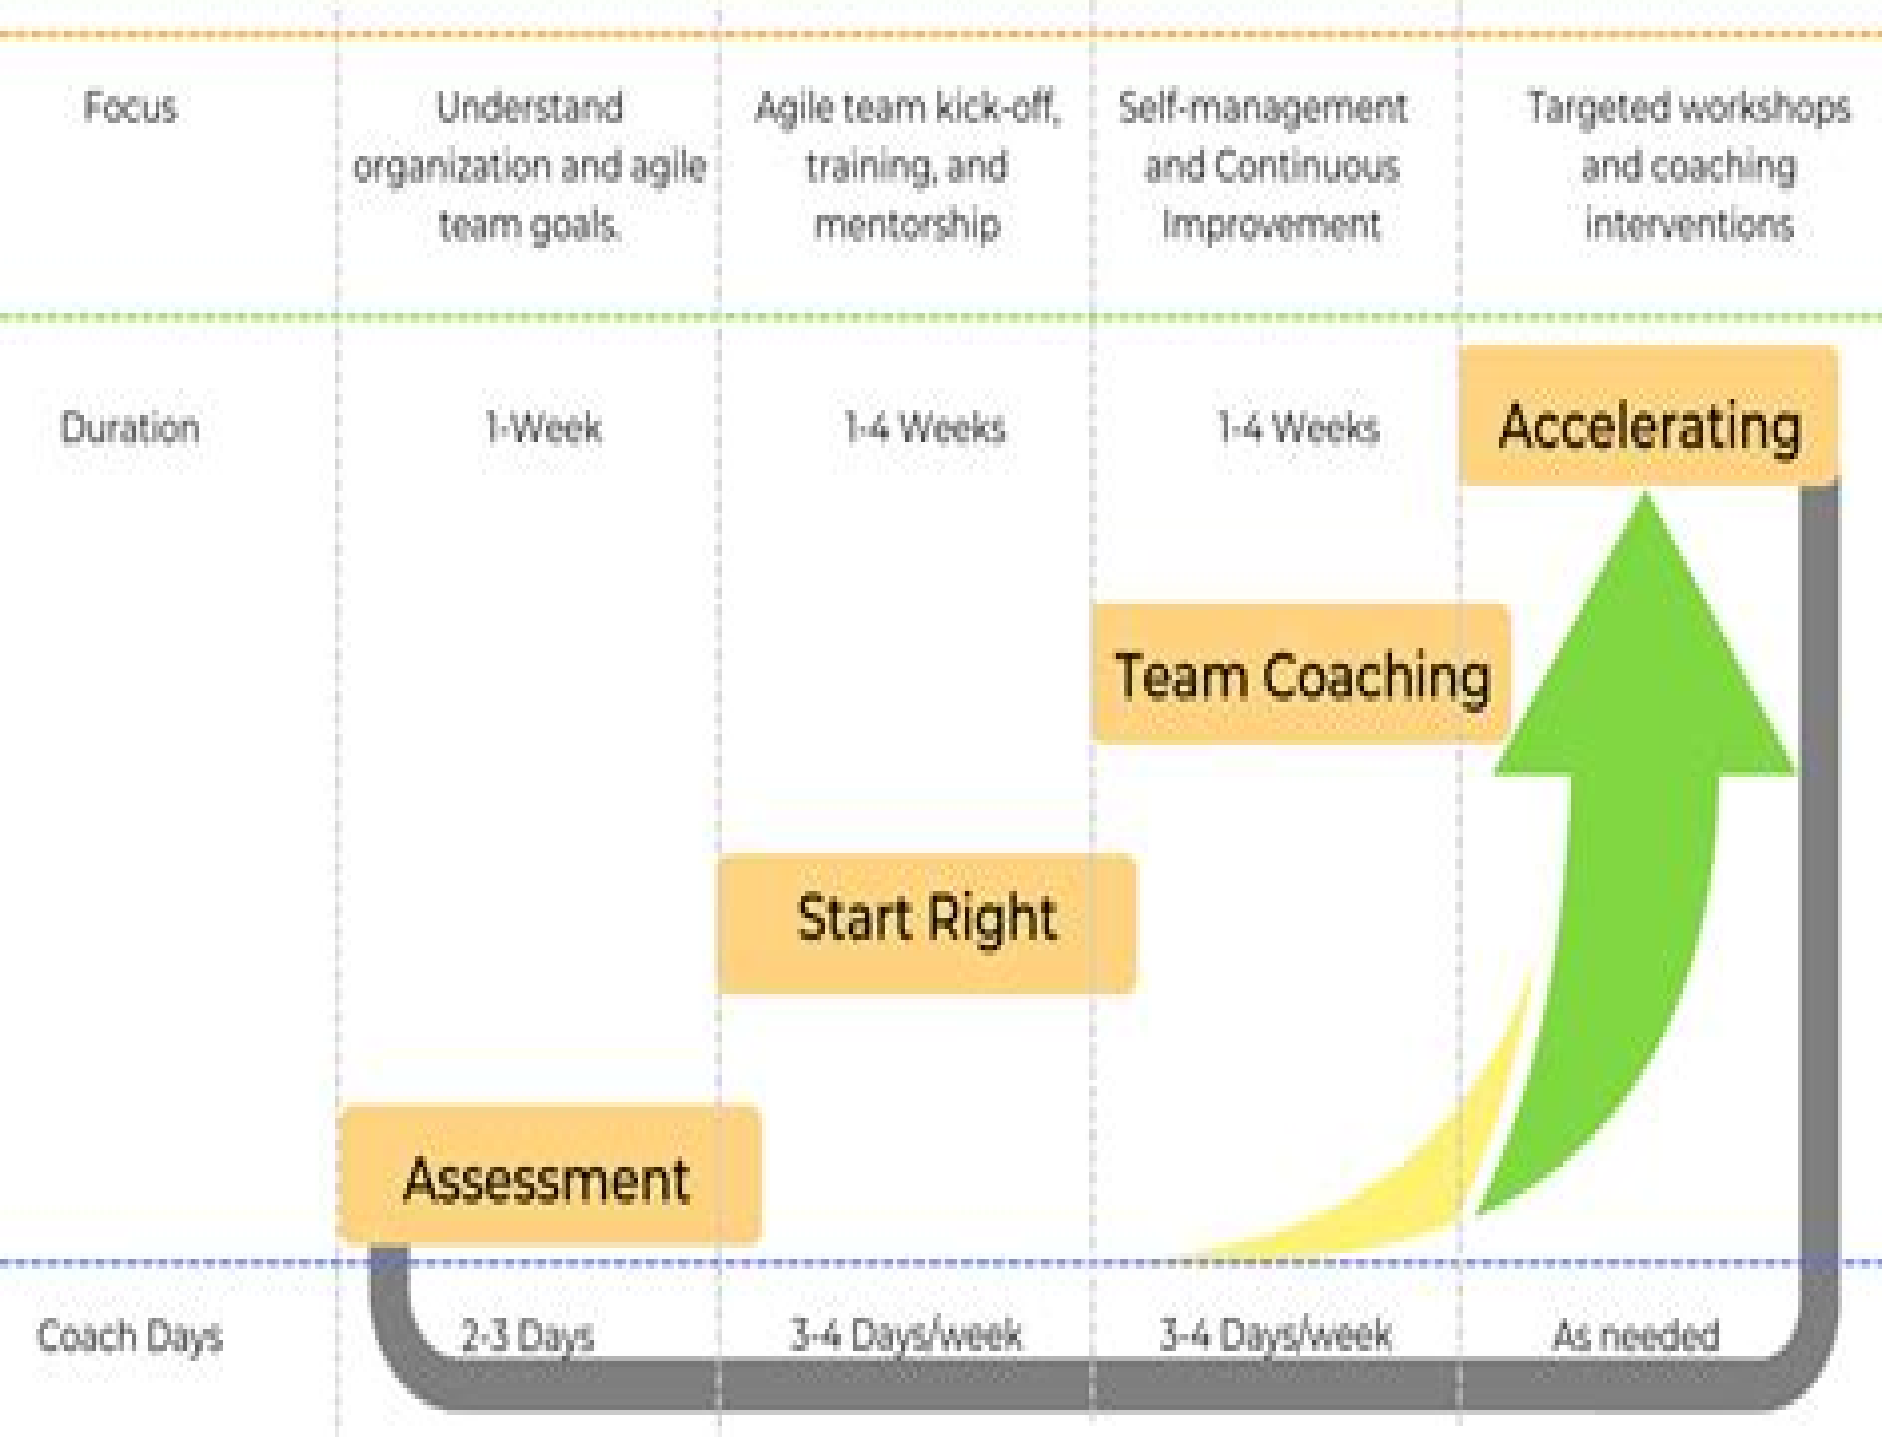 Focus
Understand
organization and agile
team goals.
Agile team kick-off,
training, and
mentorship
Self-management
and Continuous
Improvement
Targeted workshops
and coaching
interventions
Duration
1-Week
1-4 Weeks
1-4 Weeks
Accelerating
Team Coaching
Start Right
Assessment
Coach Days
2-3 Days
3-4 Days/week
3-4 Days/week
As needed